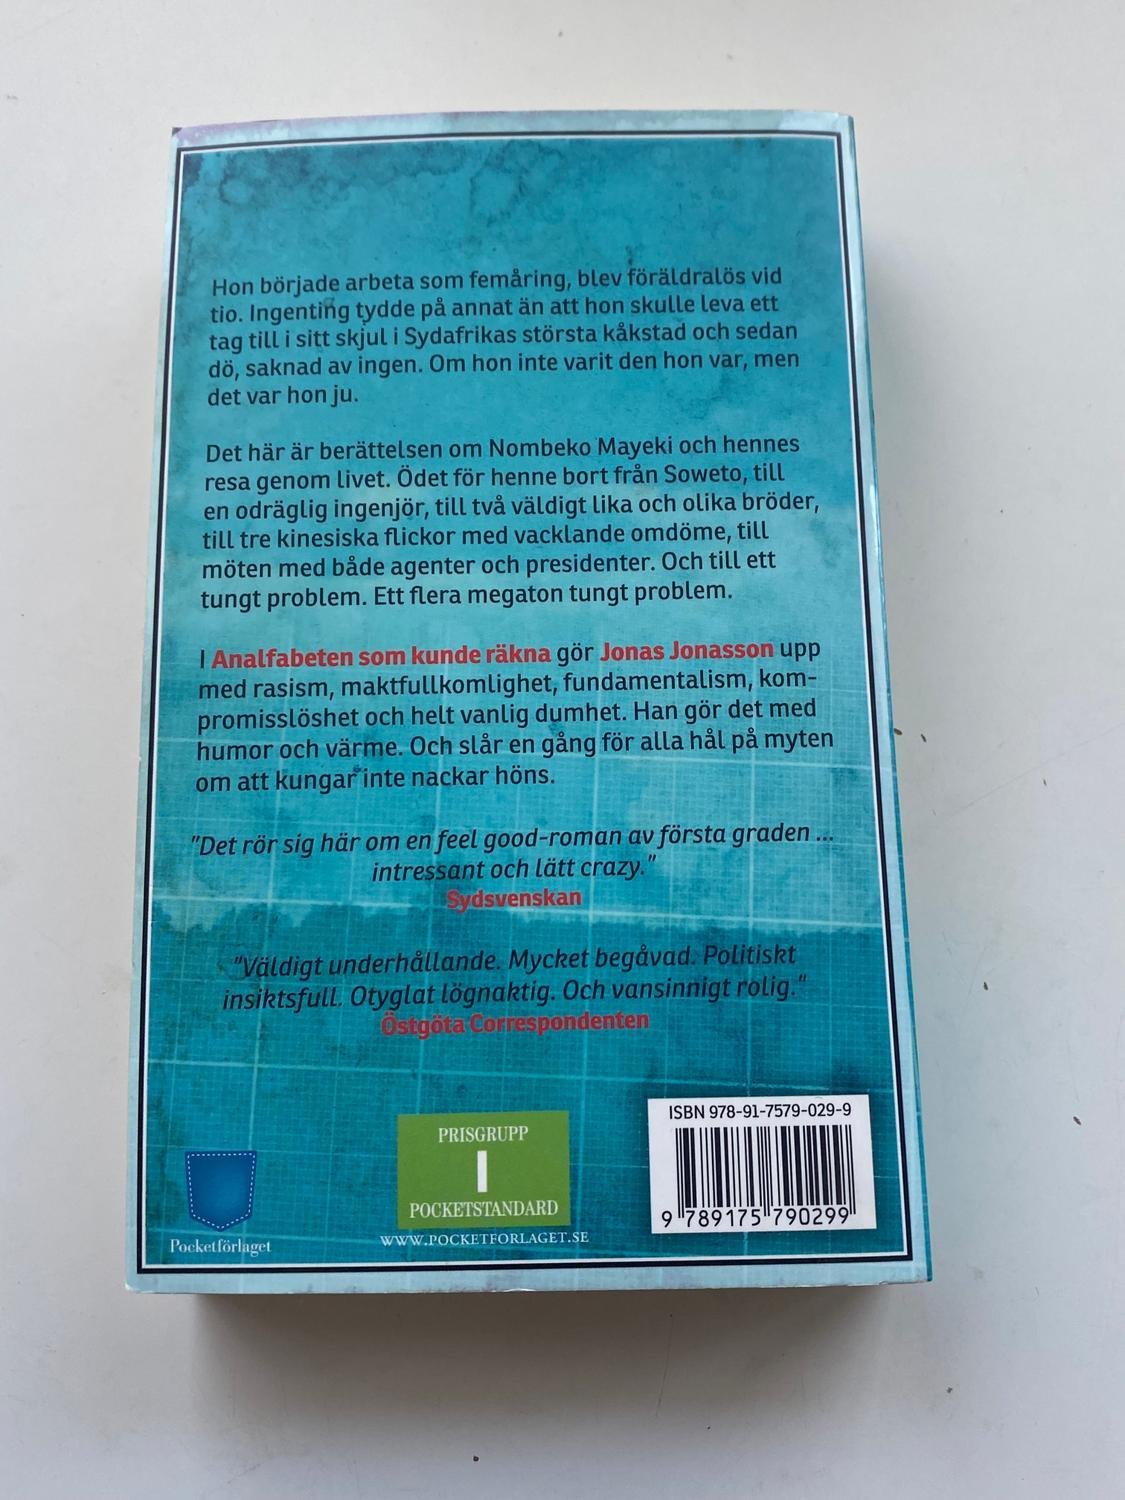 Hon började arbeta som femåring, blev föräldralös vid
tio. Ingenting tydde på annat än att hon skulle leva ett
tag till i sitt skjul i Sydafrikas största kåkstad och sedan
dö, saknad av ingen. Om hon inte varit den hon var, men
det var hon ju.
Det här är berättelsen om Nombeko Mayeki och hennes
resa genom livet. Ödet för henne bort från Soweto, till
en odräglig ingenjör, till två väldigt lika och olika bröder,
till tre kinesiska flickor med vacklande omdöme, till
möten med både agenter och presidenter. Och till ett
tungt problem. Ett flera megaton tungt problem.
I Analfabeten som kunde räkna gör Jonas Jonasson upp
med rasism, maktfullkomlighet, fundamentalism, kom-
promisslöshet och helt vanlig dumhet. Han gör det med
humor och värme. Och slår en gång för alla hål på myten
om att kungar inte nackar höns.
"Det rör sig här om en feel good-roman av första graden ...
intressant och lätt crazy."
Sydsvenskan
"Väldigt underhållande. Mycket begåvad. Politiskt
insiktsfull. Otyglat lögnaktig. Och vansinnigt rolig."
Östgöta Correspondenten
Pocketförlaget
PRISGRUPP
I
POCKETSTANDARD
WWW.POCKETFORLAGET.SE
ISBN 978-91-7579-029-9
9 789175 790299